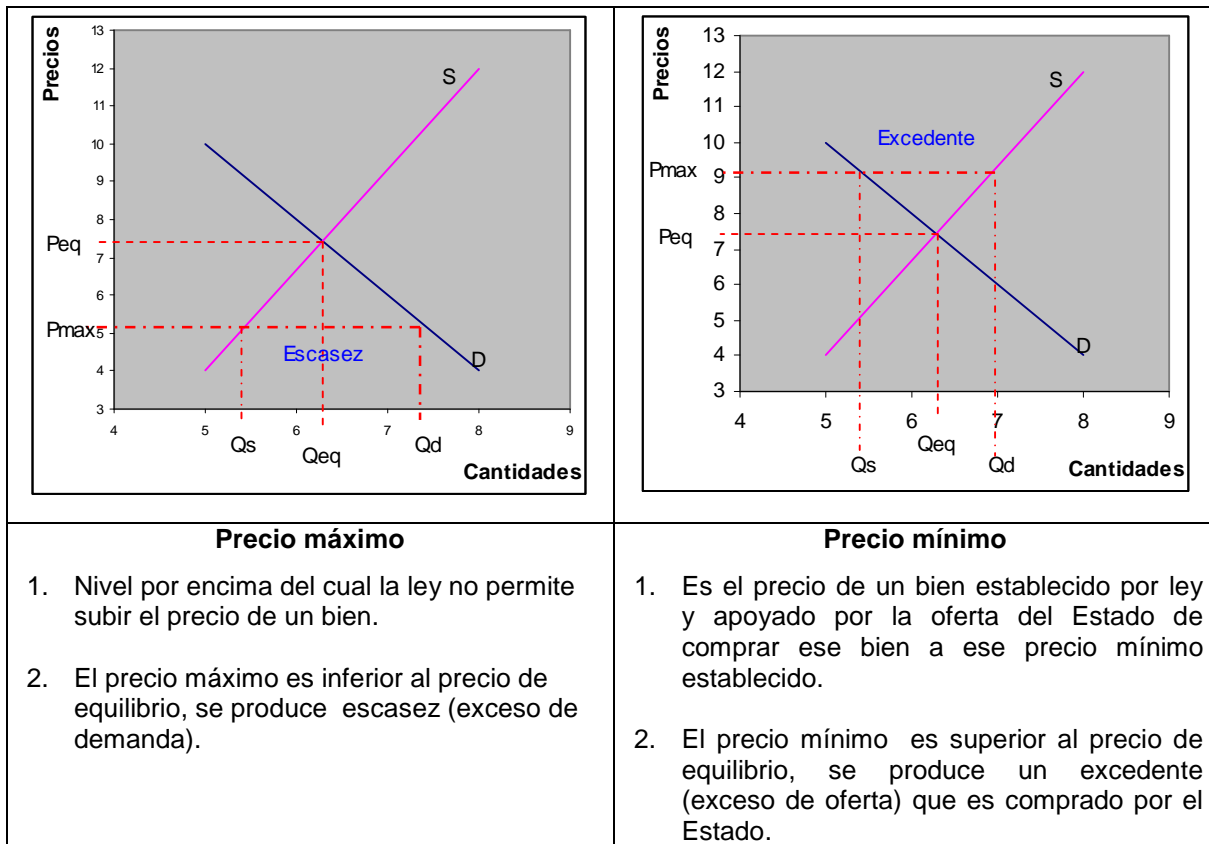 Precios
13
12
11
10
9
8
7
6
5
4
3
Peq
Pmax
S
D
Escasez
4 5 6 7 8 9
Qs Qeq Qd
Cantidades
Precios
13
12
11
10
9
8
7
6
5
4
3
Pmax
Peq
S
D
Excedente
4 5 6 7 8 9
Qs Qeq Qd
Cantidades
Precio máximo
1. Nivel por encima del cual la ley no permite
subir el precio de un bien.
2. El precio máximo es inferior al precio de
equilibrio, se produce escasez (exceso de
demanda).
Precio mínimo
1. Es el precio de un bien establecido por ley
y apoyado por la oferta del Estado de
comprar ese bien a ese precio mínimo
establecido.
2. El precio mínimo es superior al precio de
equilibrio, se produce un excedente
(exceso de oferta) que es comprado por el
Estado.